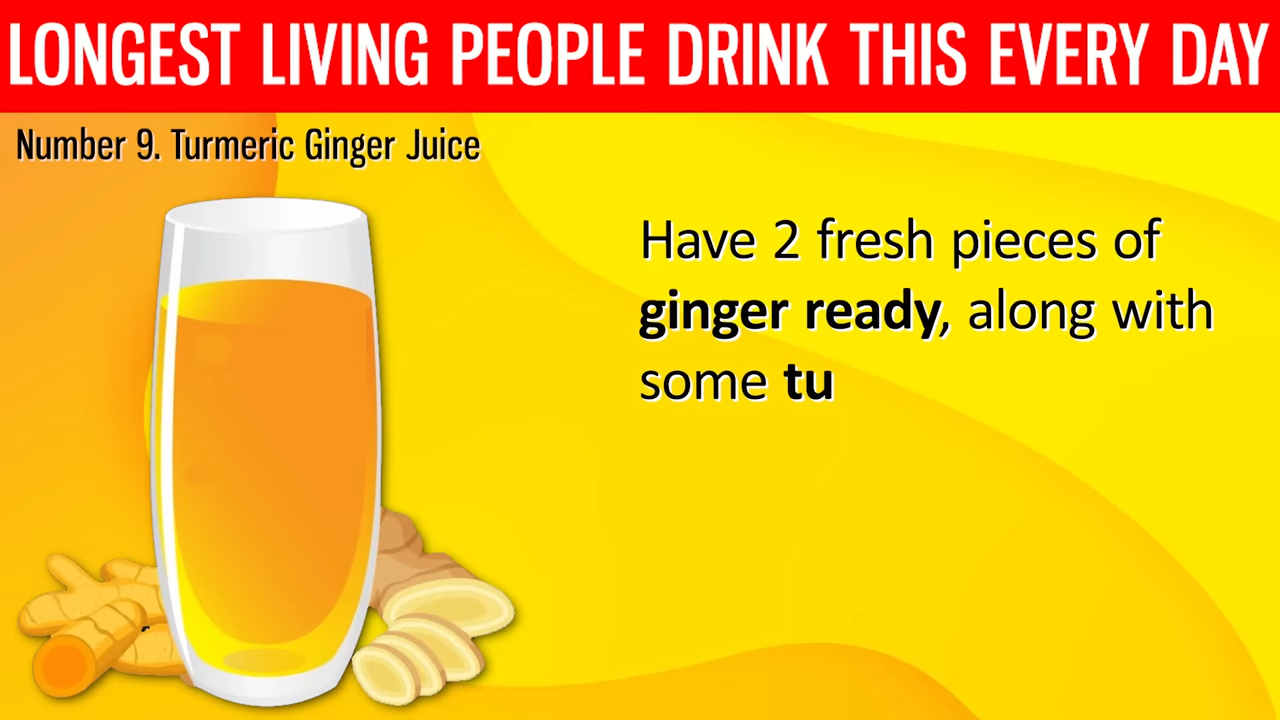 LONGEST LIVING PEOPLE DRINK THIS EVERY DAY
Number 9. Turmeric Ginger Juice
Have 2 fresh pieces of
ginger ready, along with
some tu